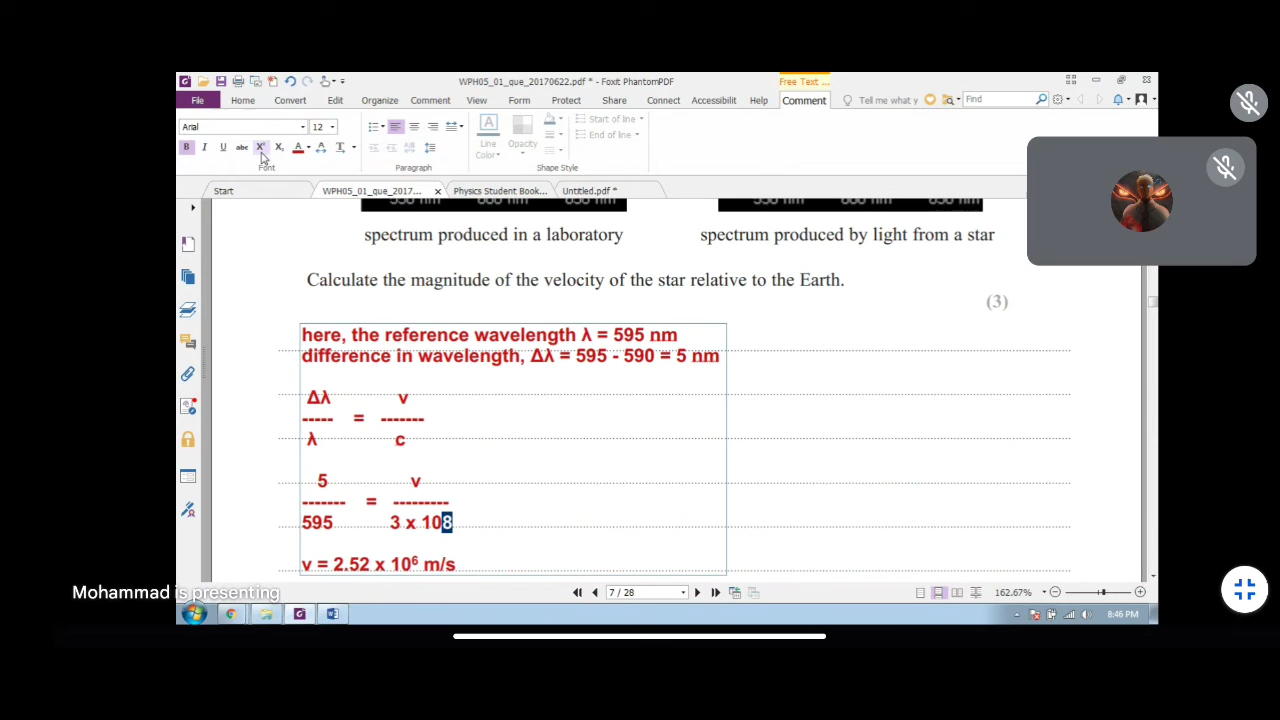 WPH05_01_que_20170622.pdf * - Foxit PhantomPDF
Free Text ...
File Home Convert Edit Organize Comment View Form Protect Share Connect Accessibilit Help Comment Tell me what y Find
Arial 12
B I U abc X² X₂ A T
Start of line
End of line
Line Color
Opacity
Font Paragraph Shape Style
Start WPH05_01_que_2017... Physics Student Book... Untitled.pdf *
spectrum produced in a laboratory spectrum produced by light from a star
Calculate the magnitude of the velocity of the star relative to the Earth.
(3)
here, the reference wavelength λ = 595 nm
difference in wavelength, Δλ = 595 - 590 = 5 nm
Δλ v
----- = -------
λ c
5 v
------- = ---------
595 3 x 108
v = 2.52 x 10⁶ m/s
Mohammad is presenting
7 / 28 162.67%
8:46 PM